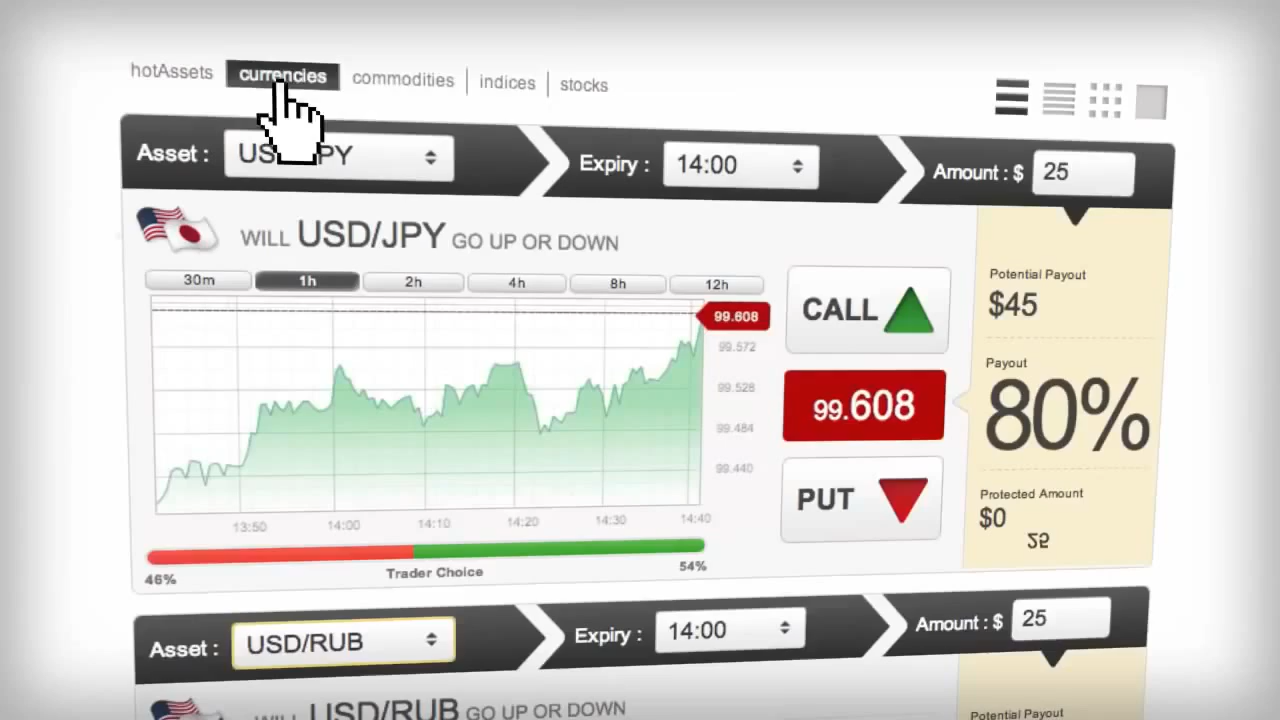 hotAssets currencies commodities indices stocks
Asset : USD/JPY Expiry : 14:00 Amount : $ 25
WILL USD/JPY GO UP OR DOWN
30m 1h 2h 4h 8h 12h
99.608
99.572
99.528
99.484
99.440
13:50 14:00 14:10 14:20 14:30 14:40
46% Trader Choice 54%
CALL
99.608
PUT
Potential Payout
$45
Payout
80%
Protected Amount
$0
25
Asset : USD/RUB Expiry : 14:00 Amount : $ 25
WILL USD/RUB GO UP OR DOWN
Potential Payout